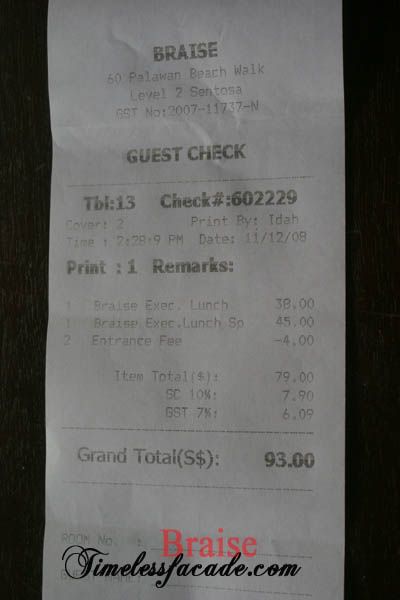 BRAISE
60 Palawan Beach Walk
Level 2 Sentosa
GST No:2007-11737-N
GUEST CHECK
Tbl:13 Check#:602229
Cover: 2 Print By: Idah
Time : 2:28:9 PM Date: 11/12/08
Print : 1 Remarks:
1 Braise Exec. Lunch 38.00
1 Braise Exec.Lunch Sp 45.00
2 Entrance Fee -4.00
Item Total($): 79.00
SC 10%: 7.90
GST 7%: 6.09
Grand Total(S$): 93.00
ROOM No. :
Braise
Timelessfacade.com